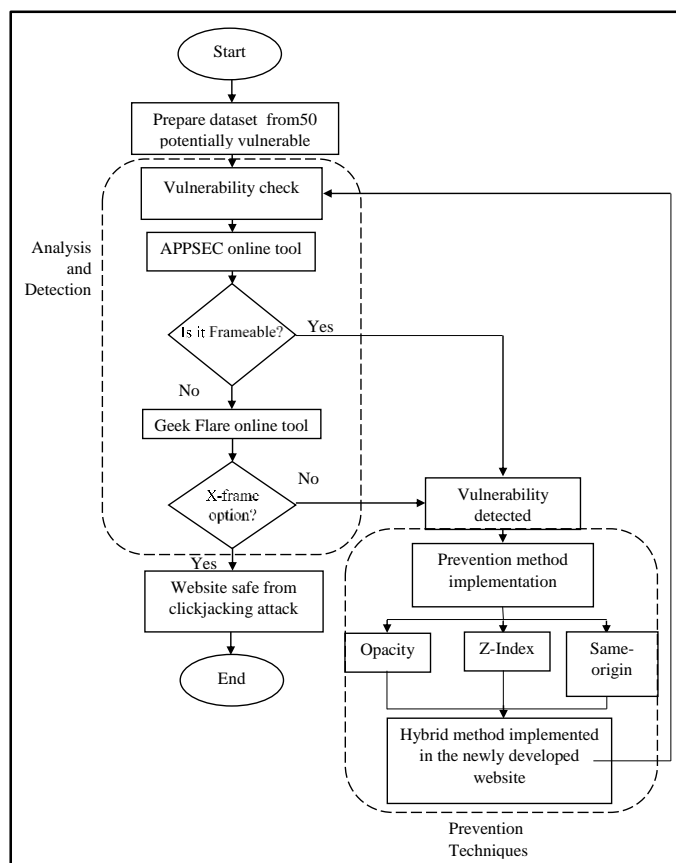 Start
Prepare dataset from50
potentially vulnerable
Vulnerability check
Analysis
and
Detection
APPSEC online tool
Is it Frameable?
Yes
No
Geek Flare online tool
X-frame
option?
No
Yes
Vulnerability
detected
Website safe from
clickjacking attack
End
Prevention method
implementation
Opacity
Z-Index
Same-
origin
Hybrid method implemented
in the newly developed
website
Prevention
Techniques